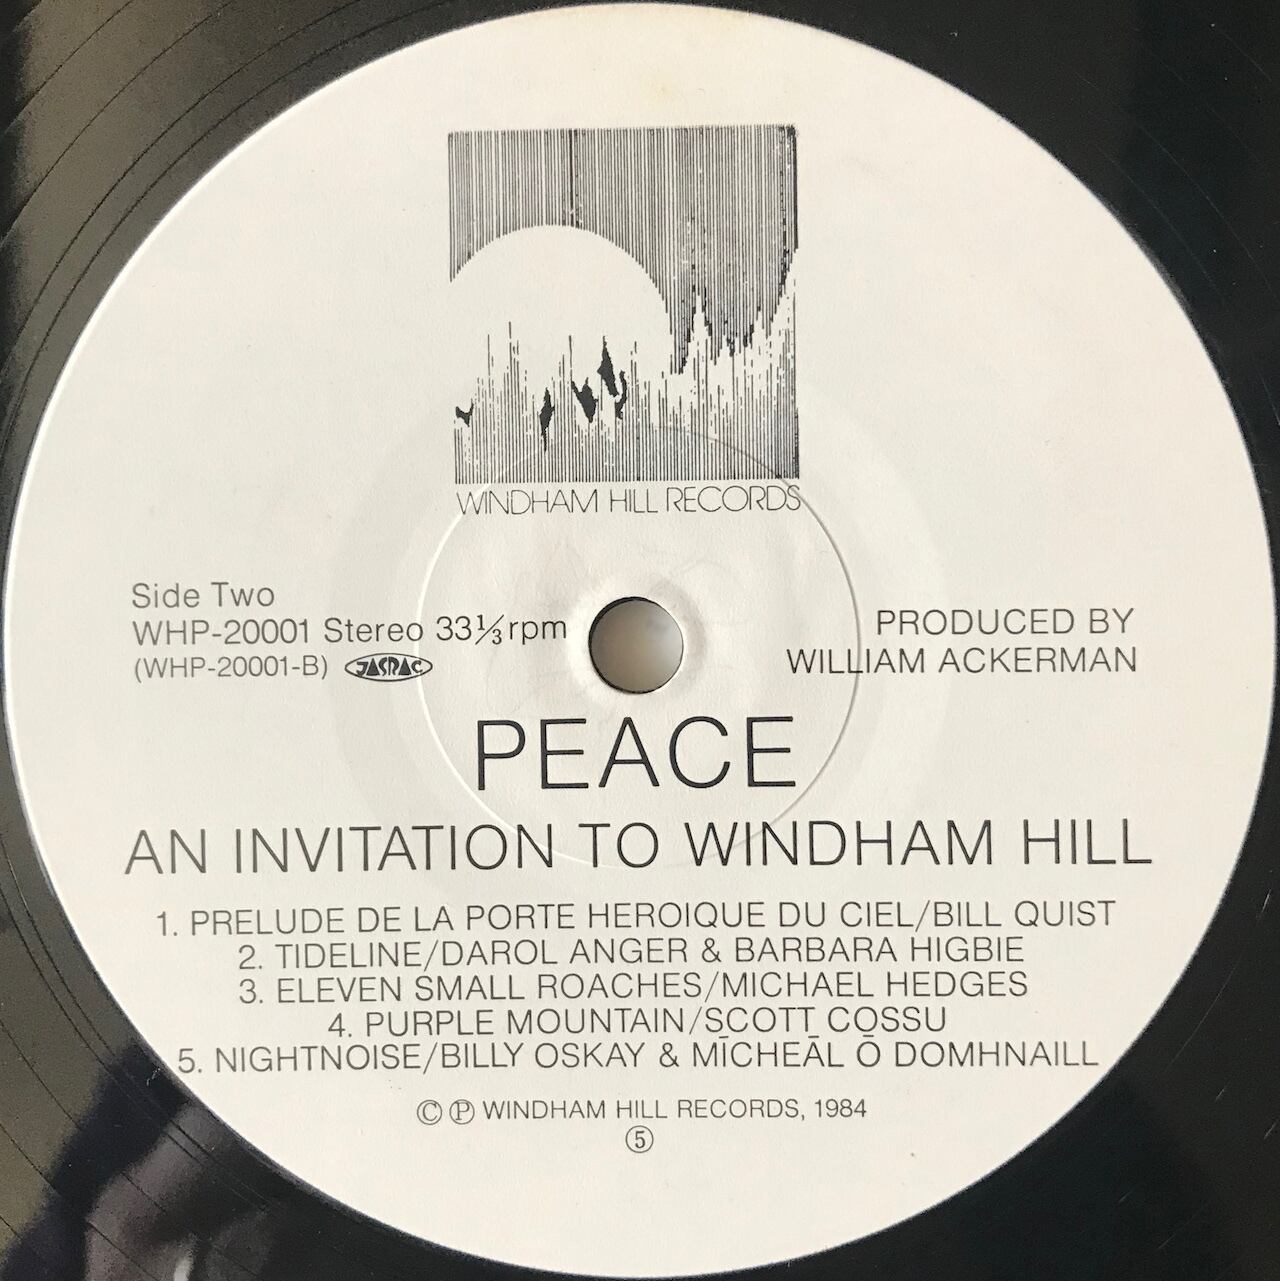 WINDHAM HILL RECORDS
Side Two
WHP-20001 Stereo 33⅓rpm
(WHP-20001-B) JASRAC
PRODUCED BY
WILLIAM ACKERMAN
PEACE
AN INVITATION TO WINDHAM HILL
1. PRELUDE DE LA PORTE HEROIQUE DU CIEL/BILL QUIST
2. TIDELINE/DAROL ANGER & BARBARA HIGBIE
3. ELEVEN SMALL ROACHES/MICHAEL HEDGES
4. PURPLE MOUNTAIN/SCOTT COSSU
5. NIGHTNOISE/BILLY OSKAY & MĪCHEĀL Ō DOMHNAILL
© ℗ WINDHAM HILL RECORDS, 1984
⑤